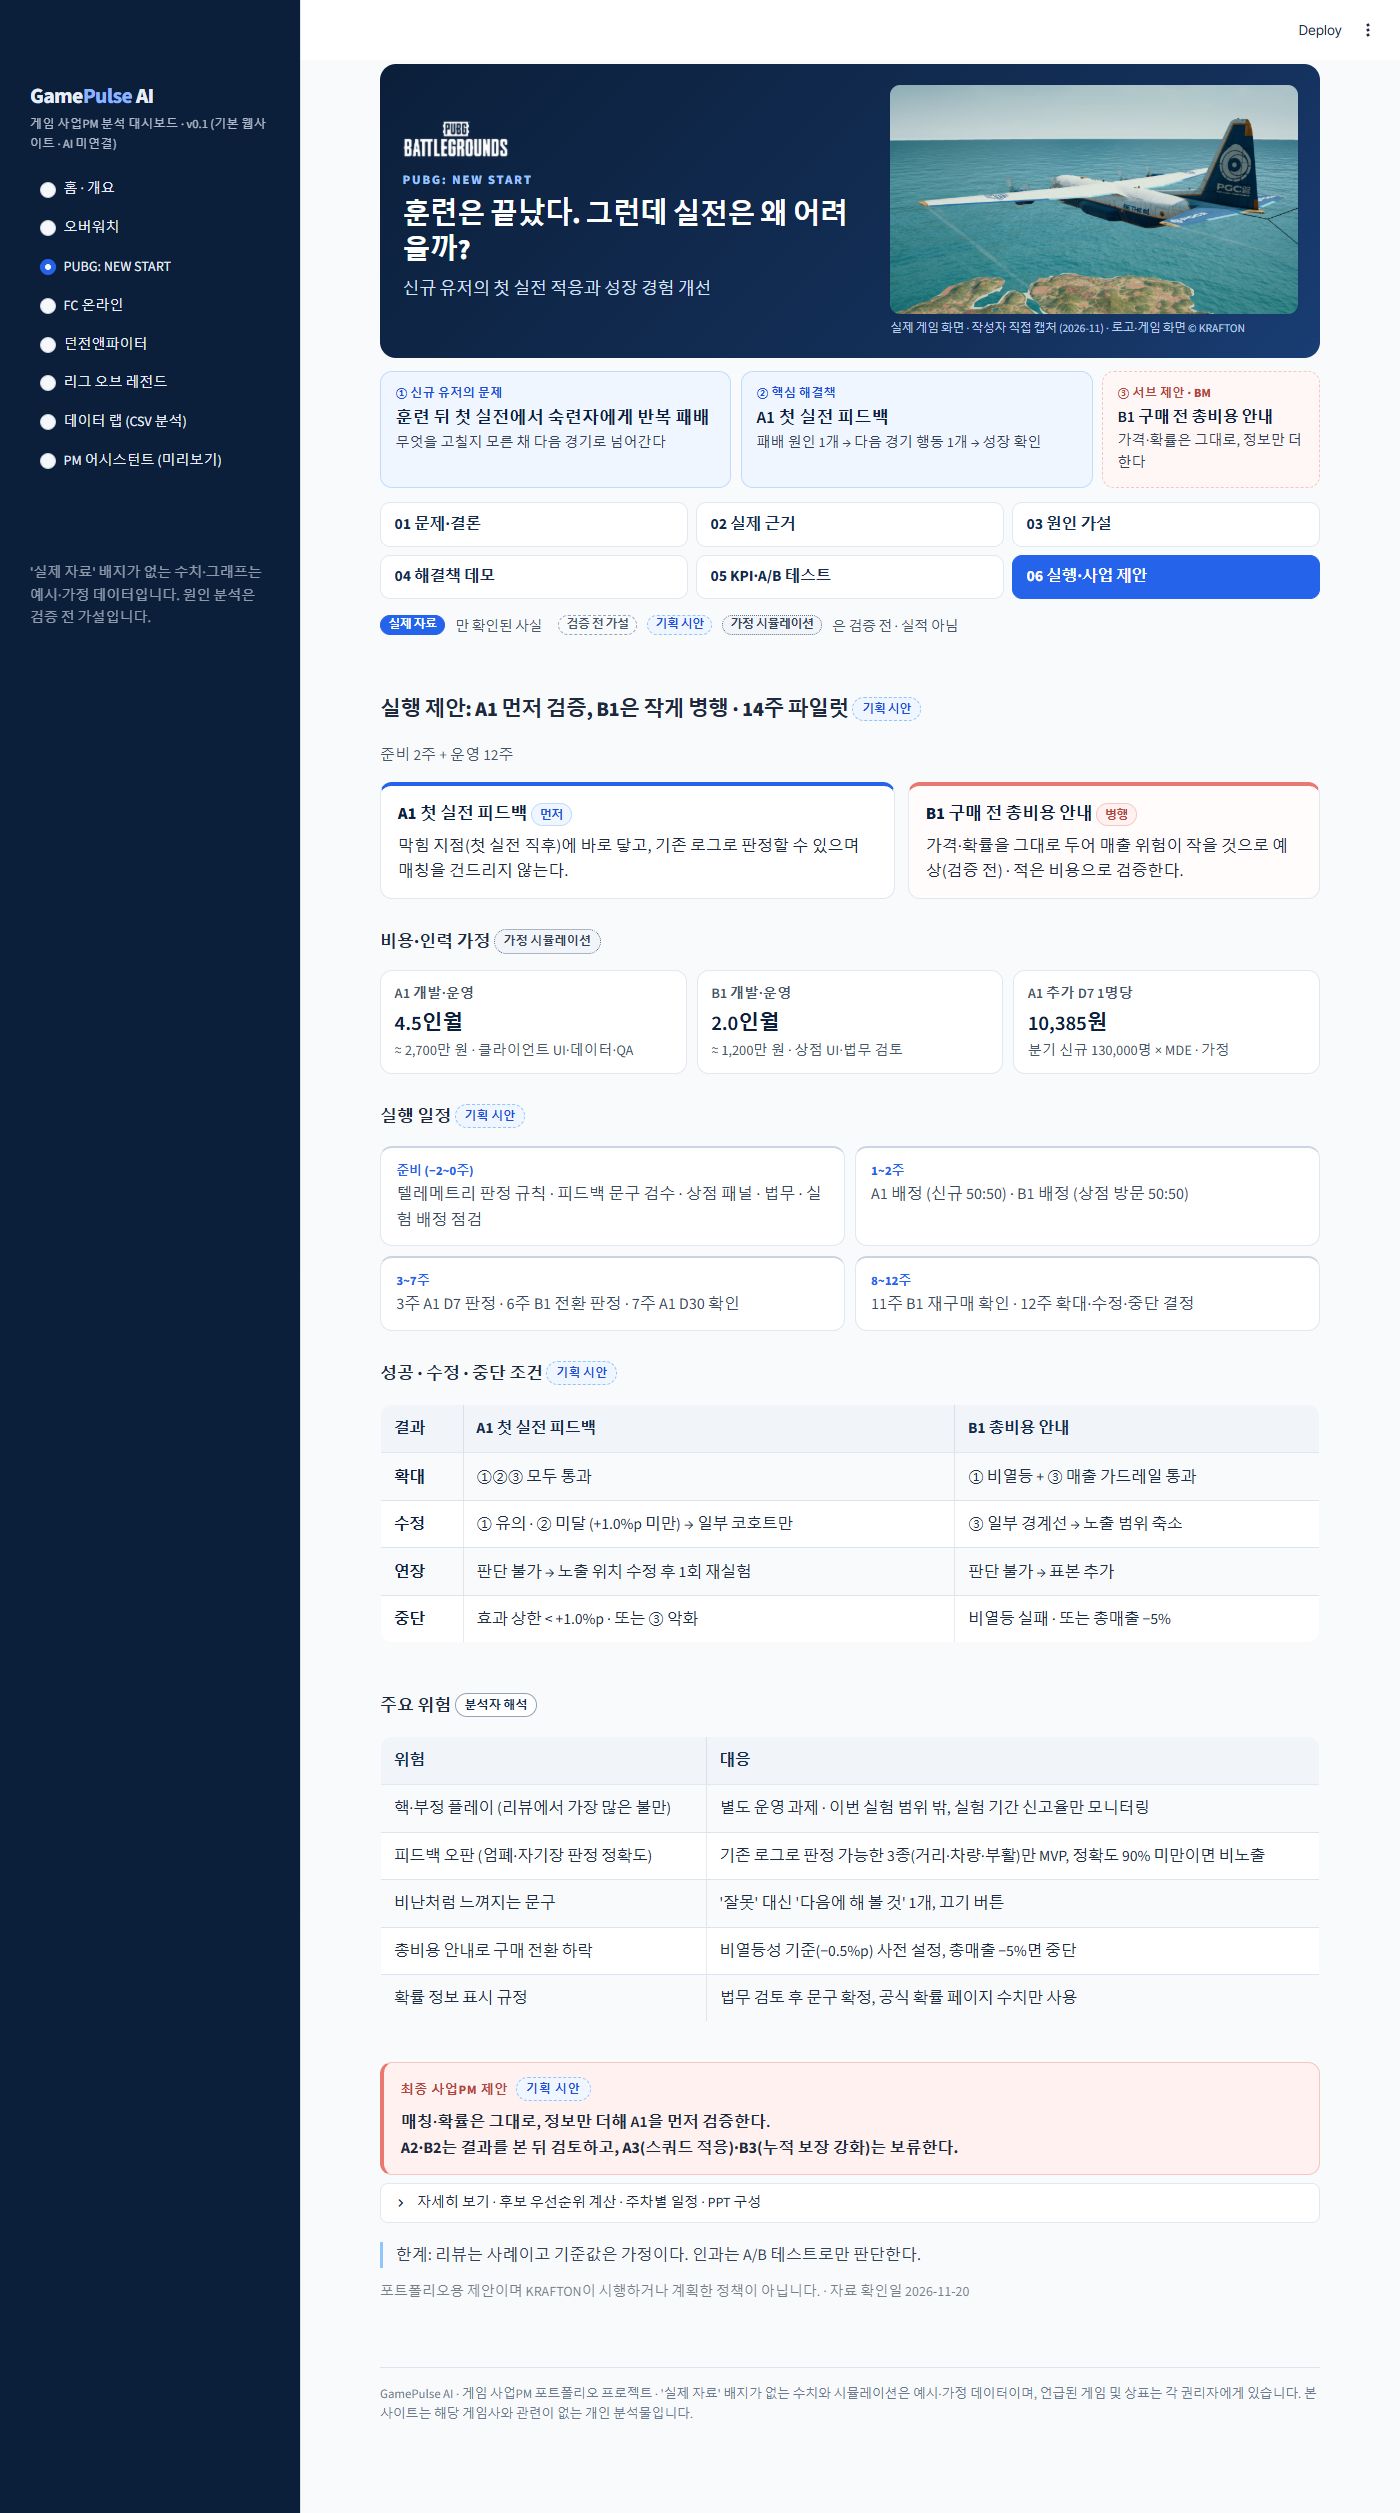 Deploy
GamePulse AI
게임 사업PM 분석 대시보드 · v0.1 (기본 웹사
이트 · AI 미연결)
홈 · 개요
오버워치
PUBG: NEW START
FC 온라인
던전앤파이터
리그 오브 레전드
데이터 랩 (CSV 분석)
PM 어시스턴트 (미리보기)
'실제 자료' 배지가 없는 수치·그래프는
예시·가정 데이터입니다. 원인 분석은
검증 전 가설입니다.
PUBG
BATTLEGROUNDS
PUBG: NEW START
훈련은 끝났다. 그런데 실전은 왜 어려
울까?
신규 유저의 첫 실전 적응과 성장 경험 개선
PGC
실제 게임 화면 · 작성자 직접 캡처 (2026-11) · 로고·게임 화면 © KRAFTON
① 신규 유저의 문제
훈련 뒤 첫 실전에서 숙련자에게 반복 패배
무엇을 고칠지 모른 채 다음 경기로 넘어간다
② 핵심 해결책
A1 첫 실전 피드백
패배 원인 1개 → 다음 경기 행동 1개 → 성장 확인
③ 서브 제안 · BM
B1 구매 전 총비용 안내
가격·확률은 그대로, 정보만 더
한다
01 문제·결론
02 실제 근거
03 원인 가설
04 해결책 데모
05 KPI·A/B 테스트
06 실행·사업 제안
실제 자료 만 확인된 사실 검증 전 가설 기획 시안 가정 시뮬레이션 은 검증 전 · 실적 아님
실행 제안: A1 먼저 검증, B1은 작게 병행 · 14주 파일럿 기획 시안
준비 2주 + 운영 12주
A1 첫 실전 피드백 먼저
막힘 지점(첫 실전 직후)에 바로 닿고, 기존 로그로 판정할 수 있으며
매칭을 건드리지 않는다.
B1 구매 전 총비용 안내 병행
가격·확률을 그대로 두어 매출 위험이 작을 것으로 예
상(검증 전) · 적은 비용으로 검증한다.
비용·인력 가정 가정 시뮬레이션
A1 개발·운영
4.5인월
≈ 2,700만 원 · 클라이언트 UI·데이터·QA
B1 개발·운영
2.0인월
≈ 1,200만 원 · 상점 UI·법무 검토
A1 추가 D7 1명당
10,385원
분기 신규 130,000명 × MDE · 가정
실행 일정 기획 시안
준비 (−2~0주)
텔레메트리 판정 규칙 · 피드백 문구 검수 · 상점 패널 · 법무 · 실
험 배정 점검
1~2주
A1 배정 (신규 50:50) · B1 배정 (상점 방문 50:50)
3~7주
3주 A1 D7 판정 · 6주 B1 전환 판정 · 7주 A1 D30 확인
8~12주
11주 B1 재구매 확인 · 12주 확대·수정·중단 결정
성공 · 수정 · 중단 조건 기획 시안
결과 A1 첫 실전 피드백 B1 총비용 안내
확대 ①②③ 모두 통과 ① 비열등 + ③ 매출 가드레일 통과
수정 ① 유의 · ② 미달 (+1.0%p 미만) → 일부 코호트만 ③ 일부 경계선 → 노출 범위 축소
연장 판단 불가 → 노출 위치 수정 후 1회 재실험 판단 불가 → 표본 추가
중단 효과 상한 < +1.0%p · 또는 ③ 악화 비열등 실패 · 또는 총매출 −5%
주요 위험 분석자 해석
위험 대응
핵·부정 플레이 (리뷰에서 가장 많은 불만) 별도 운영 과제 · 이번 실험 범위 밖, 실험 기간 신고율만 모니터링
피드백 오판 (엄폐·자기장 판정 정확도) 기존 로그로 판정 가능한 3종(거리·차량·부활)만 MVP, 정확도 90% 미만이면 비노출
비난처럼 느껴지는 문구 '잘못' 대신 '다음에 해 볼 것' 1개, 끄기 버튼
총비용 안내로 구매 전환 하락 비열등성 기준(−0.5%p) 사전 설정, 총매출 −5%면 중단
확률 정보 표시 규정 법무 검토 후 문구 확정, 공식 확률 페이지 수치만 사용
최종 사업PM 제안 기획 시안
매칭·확률은 그대로, 정보만 더해 A1을 먼저 검증한다.
A2·B2는 결과를 본 뒤 검토하고, A3(스쿼드 적응)·B3(누적 보장 강화)는 보류한다.
자세히 보기 · 후보 우선순위 계산 · 주차별 일정 · PPT 구성
한계: 리뷰는 사례이고 기준값은 가정이다. 인과는 A/B 테스트로만 판단한다.
포트폴리오용 제안이며 KRAFTON이 시행하거나 계획한 정책이 아닙니다. · 자료 확인일 2026-11-20
GamePulse AI · 게임 사업PM 포트폴리오 프로젝트 · '실제 자료' 배지가 없는 수치와 시뮬레이션은 예시·가정 데이터이며, 언급된 게임 및 상표는 각 권리자에게 있습니다. 본
사이트는 해당 게임사와 관련이 없는 개인 분석물입니다.